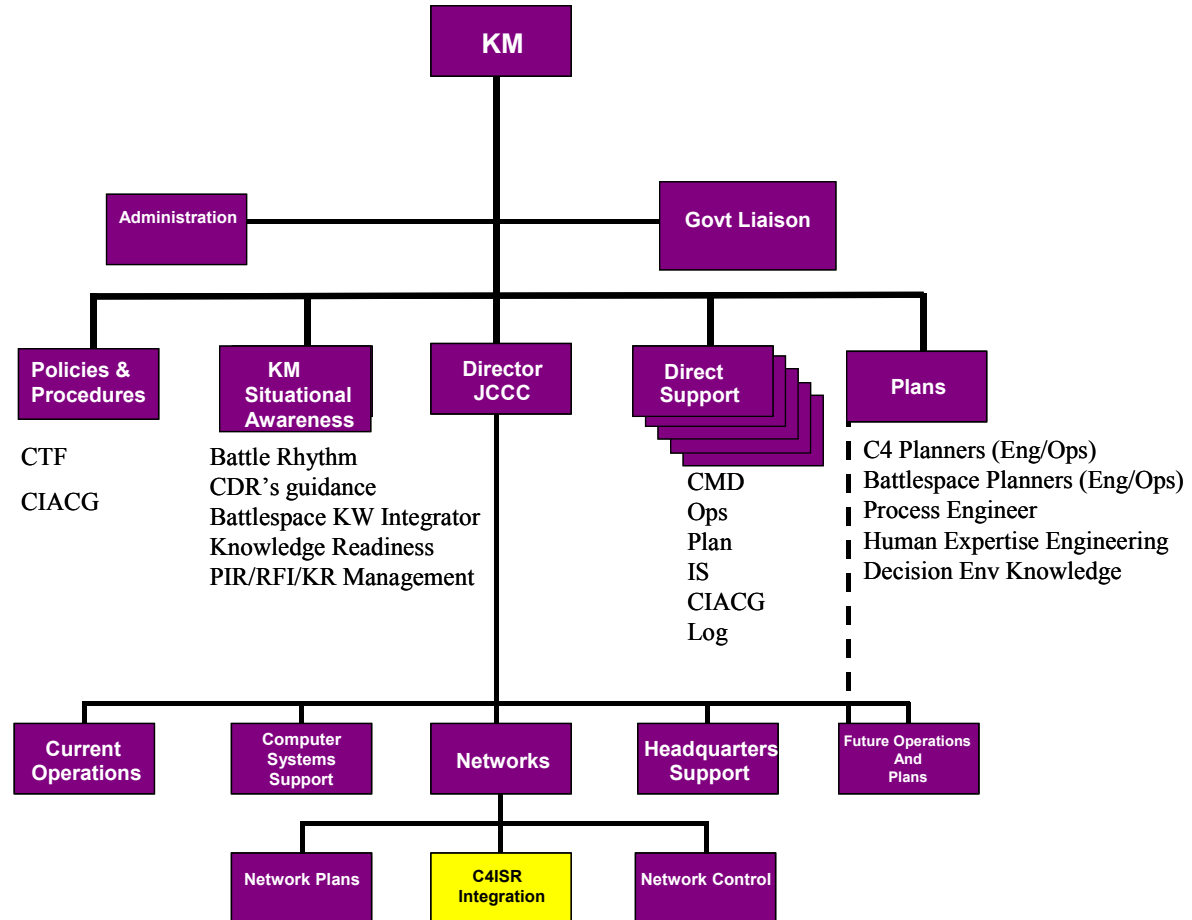 KM
Administration
Govt Liaison
Policies &
Procedures
KM
Situational
Awareness
Director
JCCC
Direct
Support
Plans
CTF
CIACG
Battle Rhythm
CDR’s guidance
Battlespace KW Integrator
Knowledge Readiness
PIR/RFI/KR Management
CMD
Ops
Plan
IS
CIACG
Log
C4 Planners (Eng/Ops)
Battlespace Planners (Eng/Ops)
Process Engineer
Human Expertise Engineering
Decision Env Knowledge
Current
Operations
Computer
Systems
Support
Networks
Headquarters
Support
Future Operations
And
Plans
Network Plans
C4ISR
Integration
Network Control